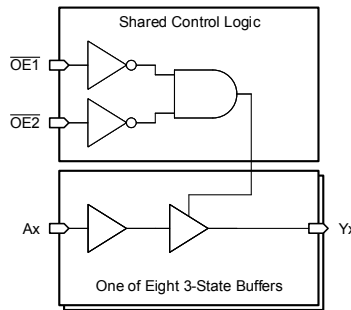 Shared Control Logic
OE1
OE2
Ax
Yx
One of Eight 3-State Buffers